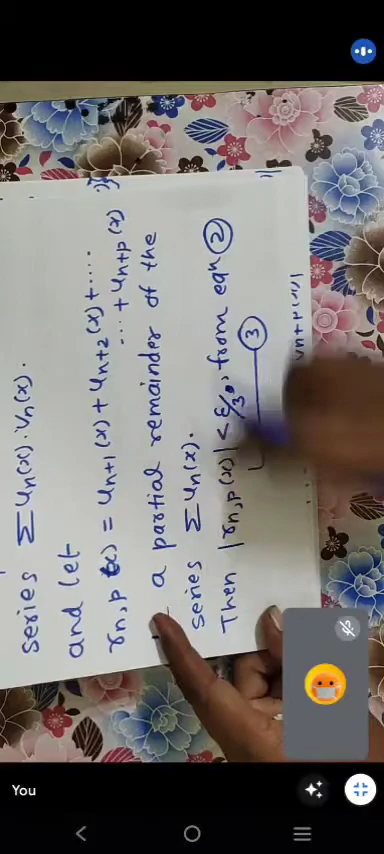 series Σ uₙ(x).vₙ(x).
and let
rₙ,p (x) = uₙ₊₁(x) + uₙ₊₂(x) + ....
... + uₙ₊p (x)
a partial remainder of the
series Σ uₙ(x).
Then |rₙ,p(x)| < ε/3, from eqn ②
③
You